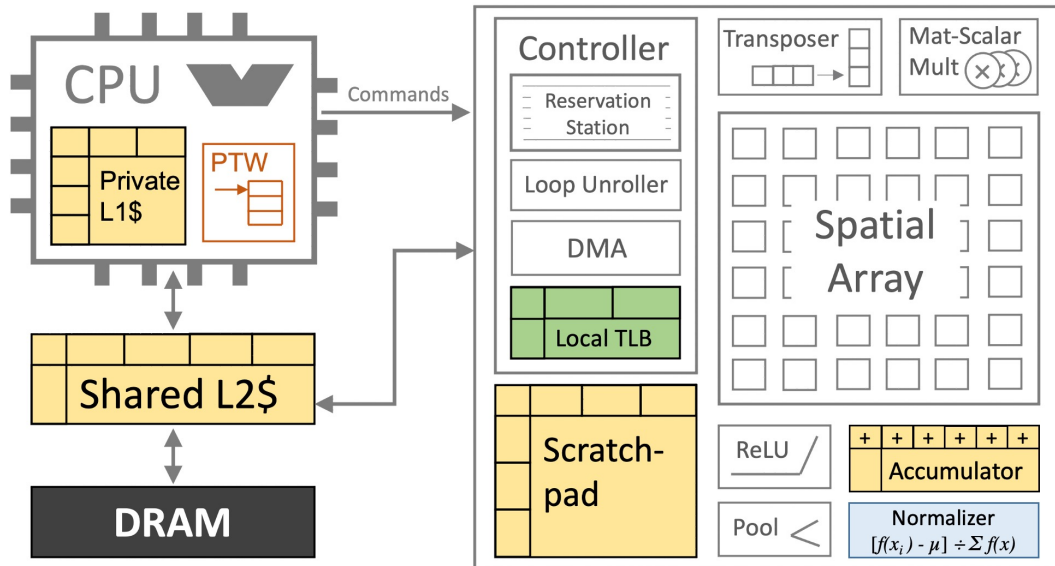 CPU
Private
L1$
PTW
Commands
Shared L2$
DRAM
Controller
Reservation
Station
Loop Unroller
DMA
Local TLB
Scratch-
pad
Transposer
Mat-Scalar
Mult
×
Spatial
Array
ReLU
+ + + + + +
Accumulator
Pool
Normalizer
[f(xᵢ) - μ] ÷ Σ f(x)